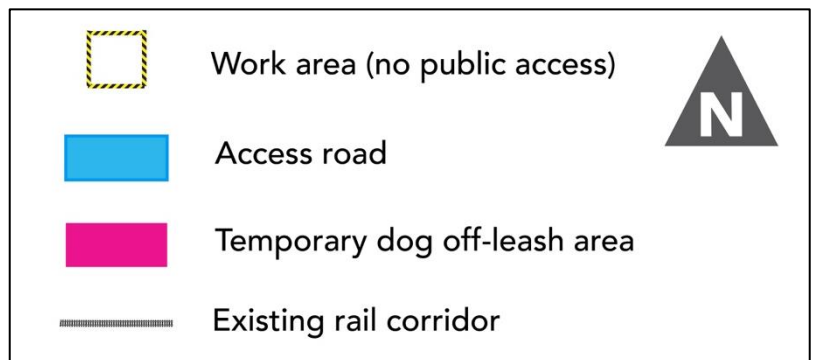 Work area (no public access)
N
Access road
Temporary dog off-leash area
Existing rail corridor